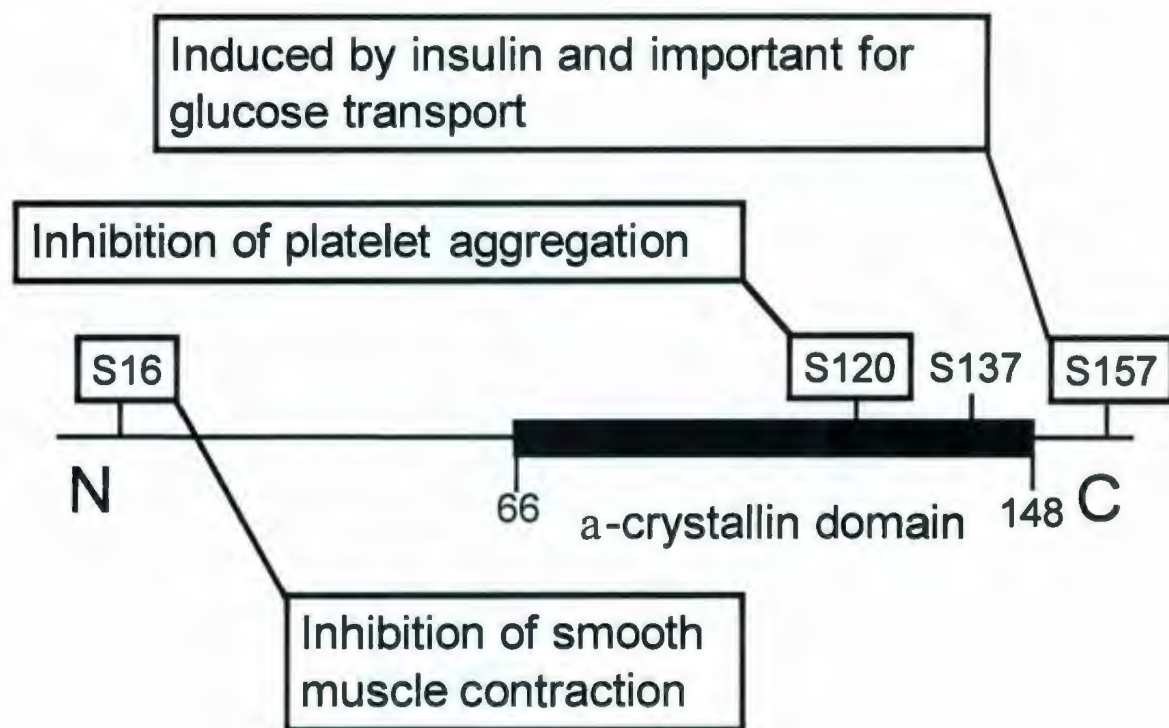 Induced by insulin and important for
glucose transport
Inhibition of platelet aggregation
S16
S120
S137
S157
N
66
a-crystallin domain
148
C
Inhibition of smooth
muscle contraction